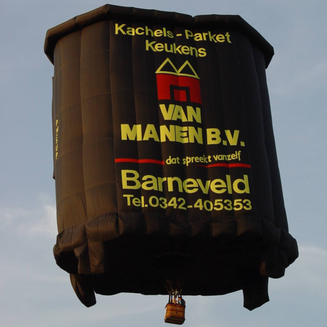 Kachels - Parket
Keukens
VAN
MANEN B.V.
dat spreekt vanzelf
Barneveld
Tel. 0342-405353